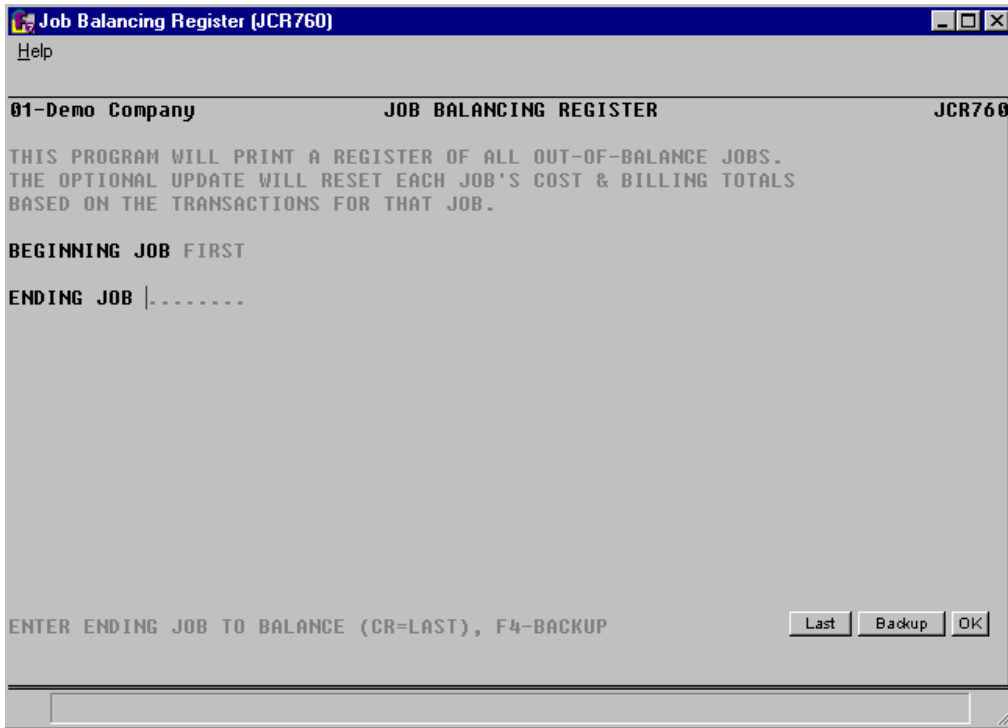 Job Balancing Register (JCR760)
Help
01-Demo Company JOB BALANCING REGISTER JCR760
THIS PROGRAM WILL PRINT A REGISTER OF ALL OUT-OF-BALANCE JOBS.
THE OPTIONAL UPDATE WILL RESET EACH JOB'S COST & BILLING TOTALS
BASED ON THE TRANSACTIONS FOR THAT JOB.
BEGINNING JOB FIRST
ENDING JOB ........
ENTER ENDING JOB TO BALANCE (CR=LAST), F4-BACKUP Last Backup OK